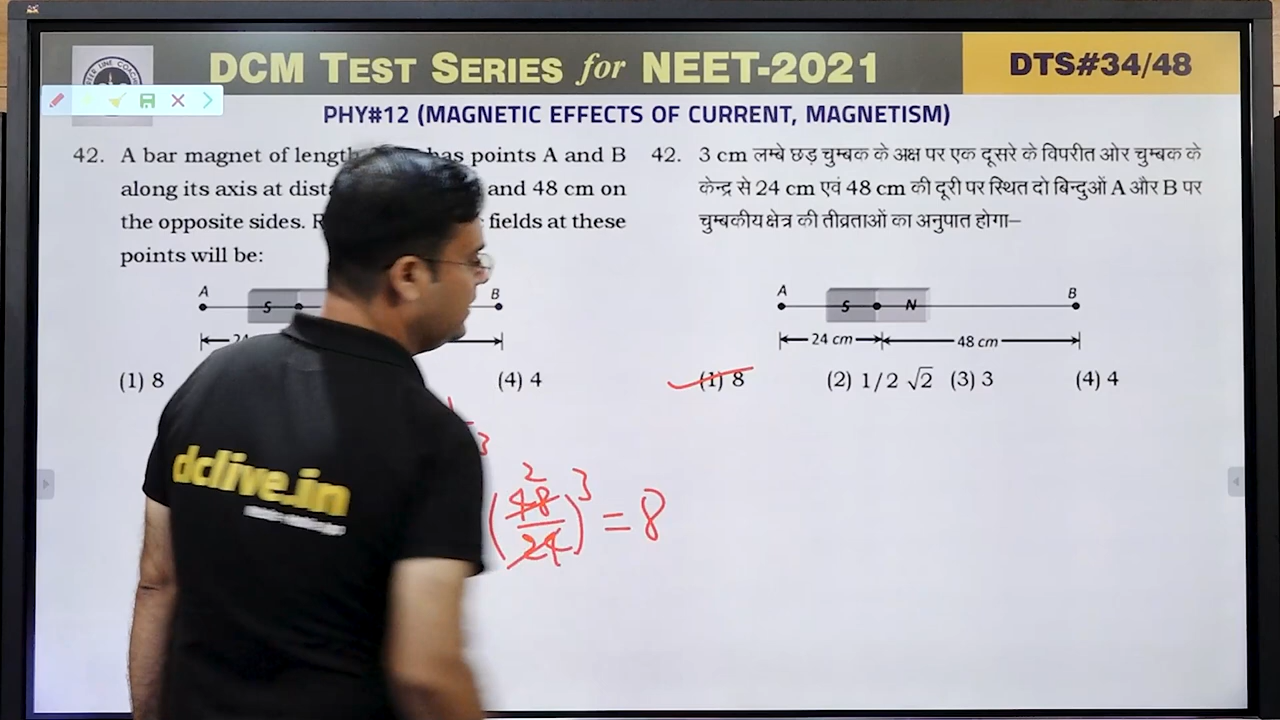 DCM TEST SERIES for NEET-2021
DTS#34/48
PHY#12 (MAGNETIC EFFECTS OF CURRENT, MAGNETISM)
42. A bar magnet of length has points A and B
along its axis at and 48 cm on
the opposite sides. fields at these
points will be:
A S B
(1) 8 (4) 4
3
(48/24)³ = 8
2
42. 3 cm लम्बे छड़ चुम्बक के अक्ष पर एक दूसरे के विपरीत ओर चुम्बक के
केन्द्र से 24 cm एवं 48 cm की दूरी पर स्थित दो बिन्दुओं A और B पर
चुम्बकीय क्षेत्र की तीव्रताओं का अनुपात होगा–
A S N B
24 cm 48 cm
(1) 8 (2) 1/2 √2 (3) 3 (4) 4
dclive.in